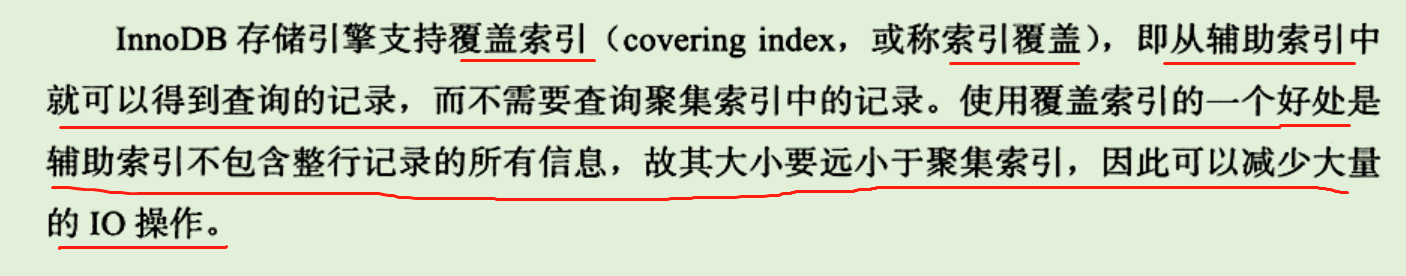 InnoDB 存储引擎支持覆盖索引（covering index，或称索引覆盖），即从辅助索引中
就可以得到查询的记录，而不需要查询聚集索引中的记录。使用覆盖索引的一个好处是
辅助索引不包含整行记录的所有信息，故其大小要远小于聚集索引，因此可以减少大量
的 IO 操作。